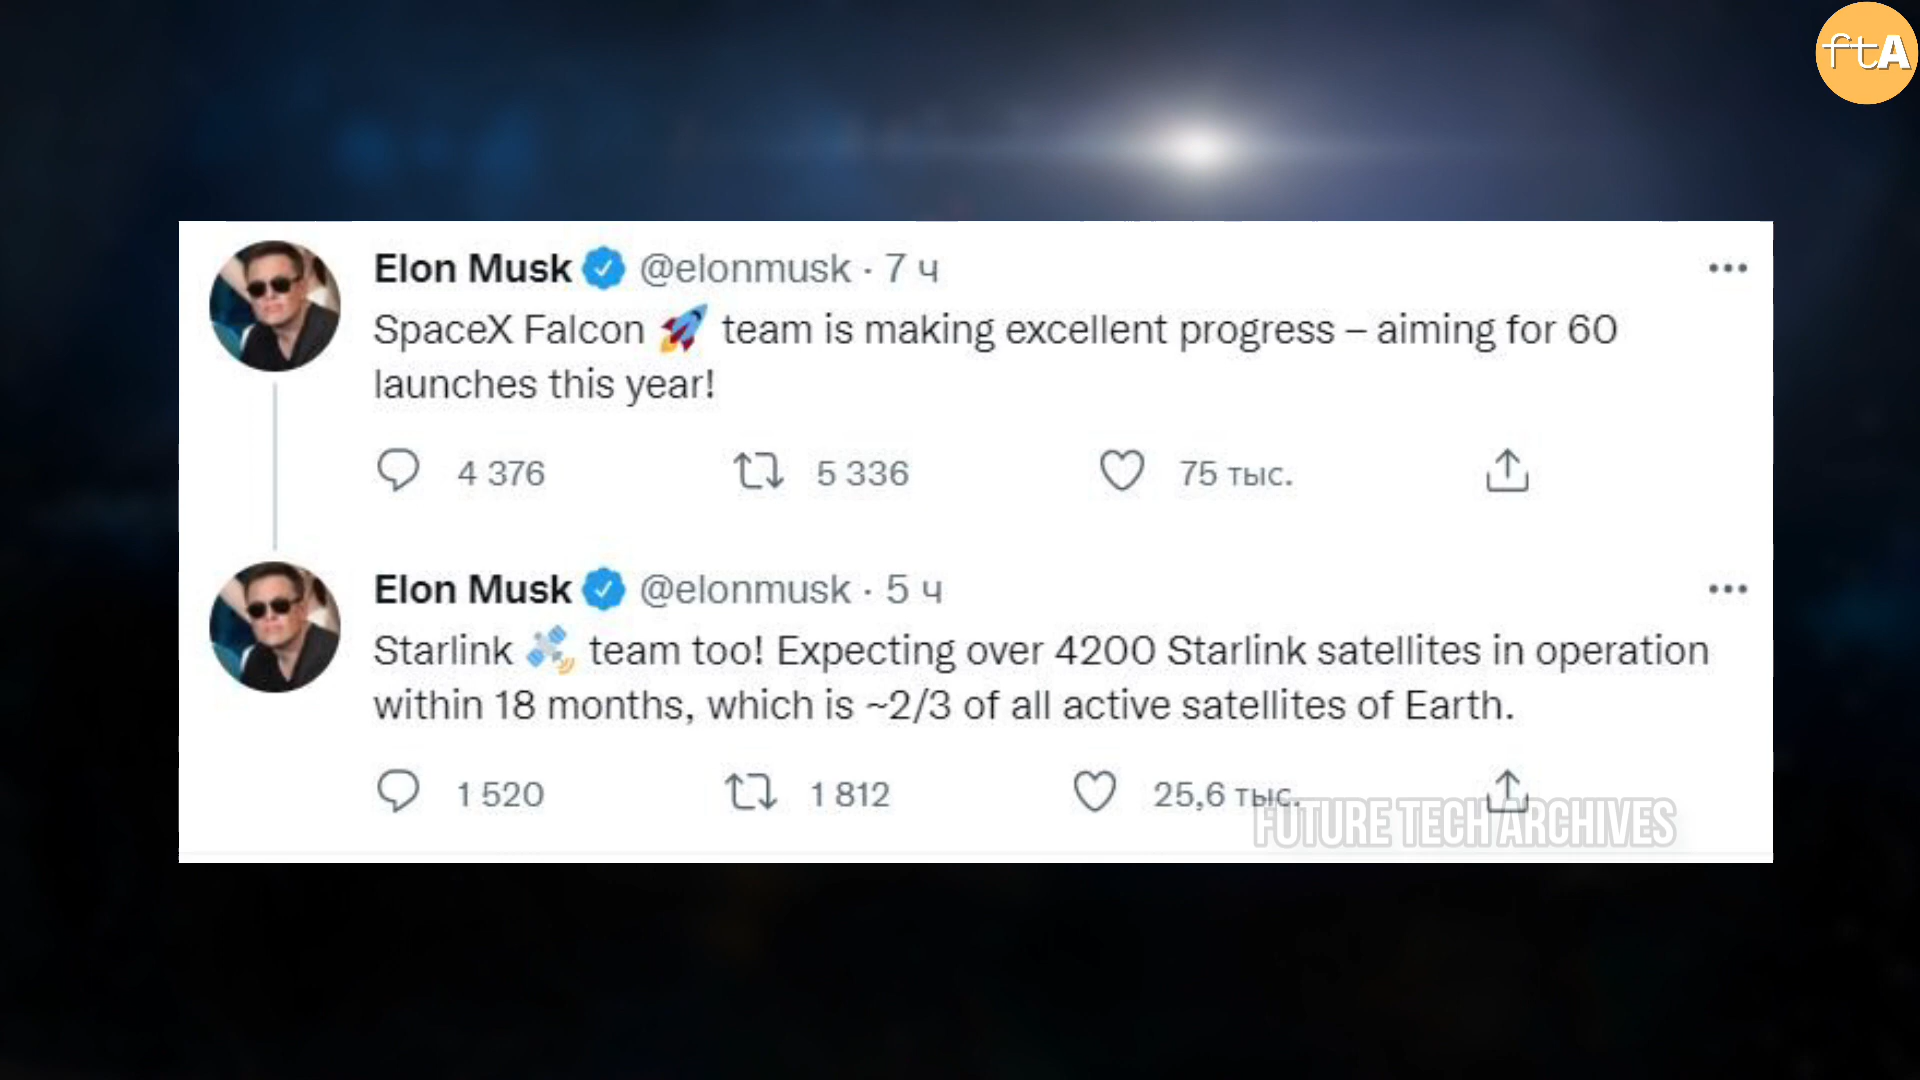 ftA
Elon Musk @elonmusk · 7 ч
SpaceX Falcon 🚀 team is making excellent progress – aiming for 60
launches this year!
4 376 5 336 75 тыс.
Elon Musk @elonmusk · 5 ч
Starlink 🛰 team too! Expecting over 4200 Starlink satellites in operation
within 18 months, which is ~2/3 of all active satellites of Earth.
1 520 1 812 25,6 тыс.
FUTURE TECH ARCHIVES